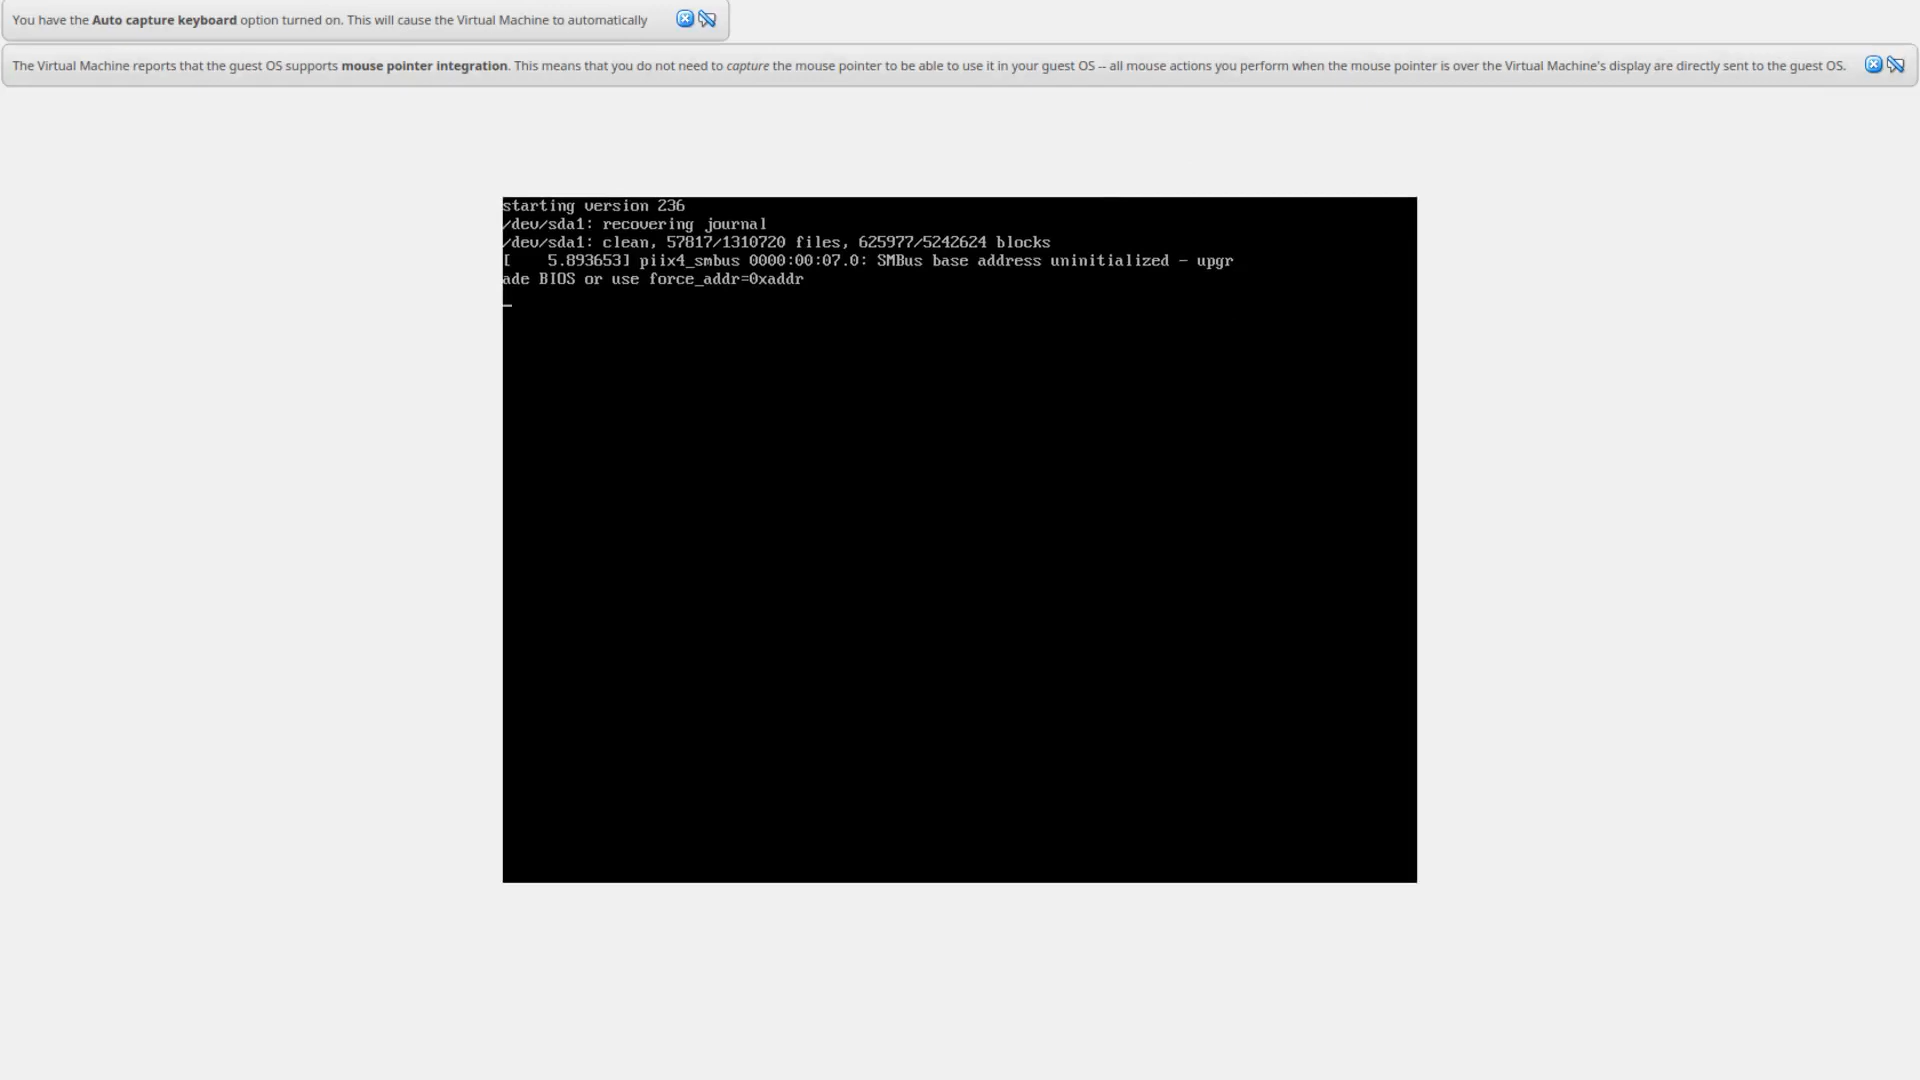 You have the Auto capture keyboard option turned on. This will cause the Virtual Machine to automatically
The Virtual Machine reports that the guest OS supports mouse pointer integration. This means that you do not need to capture the mouse pointer to be able to use it in your guest OS -- all mouse actions you perform when the mouse pointer is over the Virtual Machine's display are directly sent to the guest OS.
starting version 236
/dev/sda1: recovering journal
/dev/sda1: clean, 57817/1310720 files, 625977/5242624 blocks
[    5.893653] piix4_smbus 0000:00:07.0: SMBus base address uninitialized - upgr
ade BIOS or use force_addr=0xaddr
_